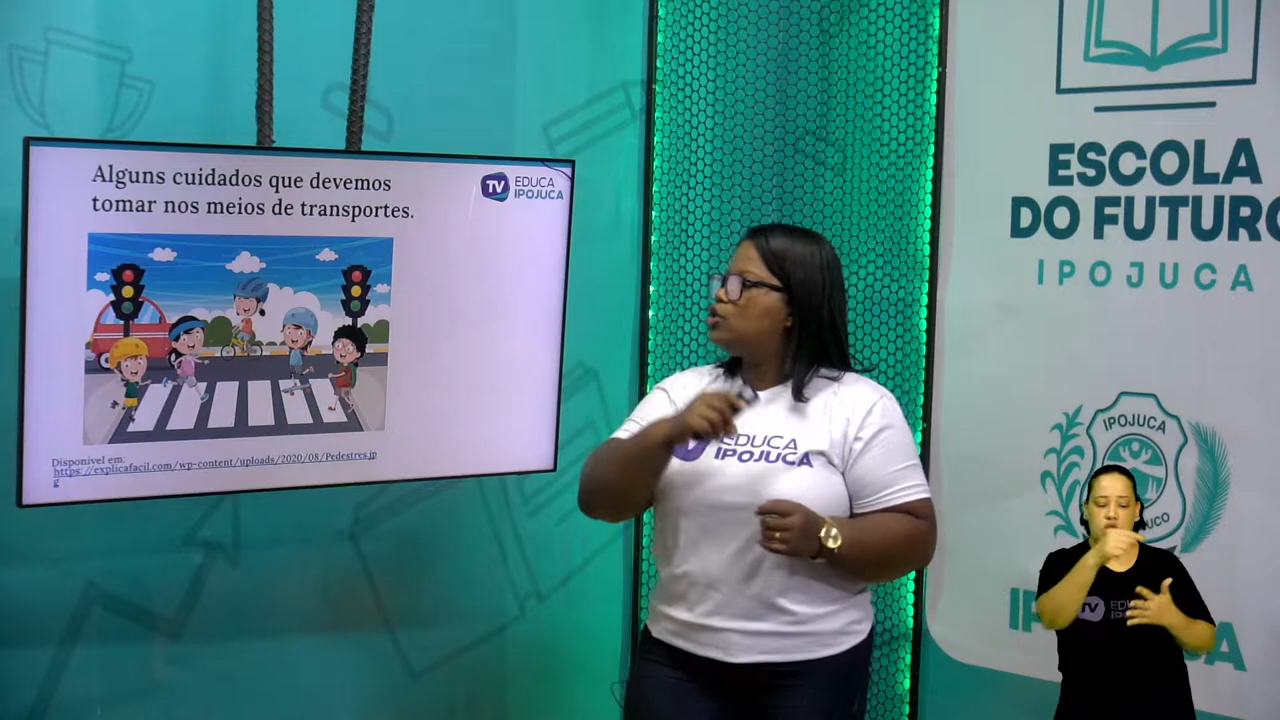 Alguns cuidados que devemos
tomar nos meios de transportes.
TV EDUCA
IPOJUCA
Disponível em:
https://explicafacil.com/wp-content/uploads/2020/08/Pedestres.jp
g
EDUCA
IPOJUCA
ESCOLA
DO FUTURO
IPOJUCA
IPOJUCA
TV